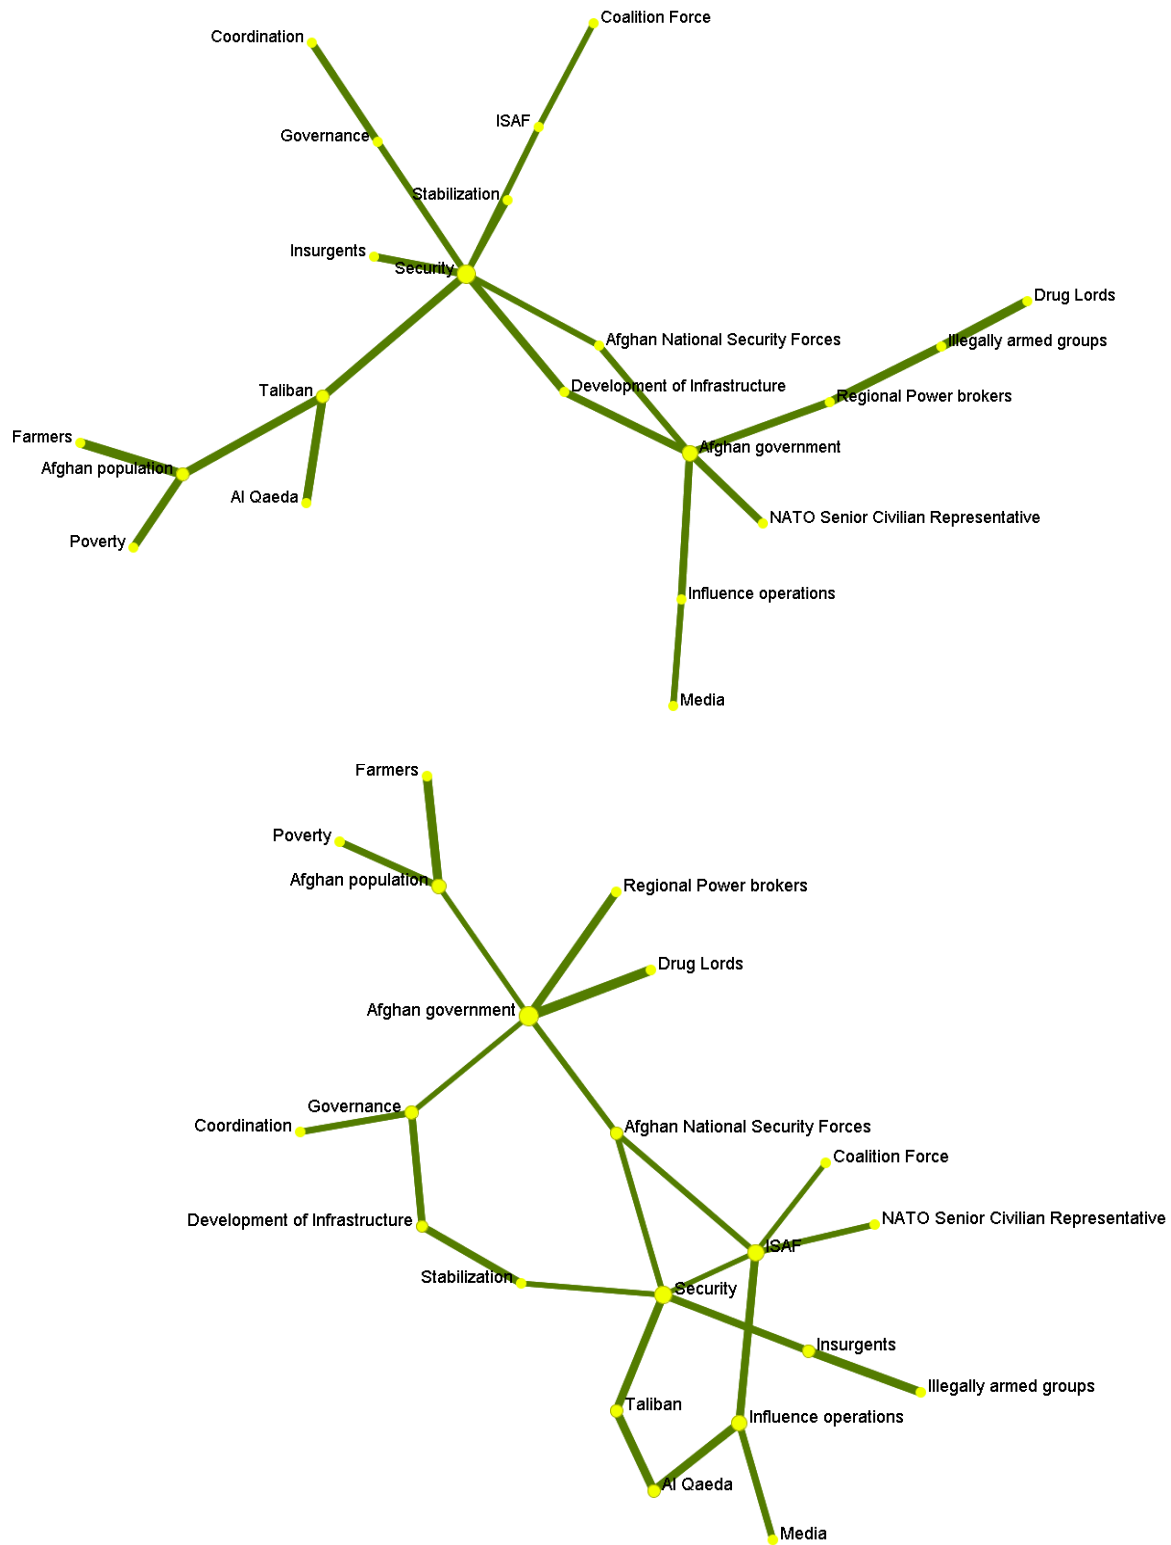 Coalition Force
Coordination
ISAF
Governance
Stabilization
Insurgents
Security
Drug Lords
Afghan National Security Forces
Illegally armed groups
Development of Infrastructure
Taliban
Regional Power brokers
Farmers
Afghan government
Afghan population
Al Qaeda
NATO Senior Civilian Representative
Poverty
Influence operations
Media
Farmers
Poverty
Afghan population
Regional Power brokers
Drug Lords
Afghan government
Governance
Coordination
Afghan National Security Forces
Coalition Force
Development of Infrastructure
NATO Senior Civilian Representative
ISAF
Stabilization
Security
Insurgents
Illegally armed groups
Taliban
Influence operations
Al Qaeda
Media